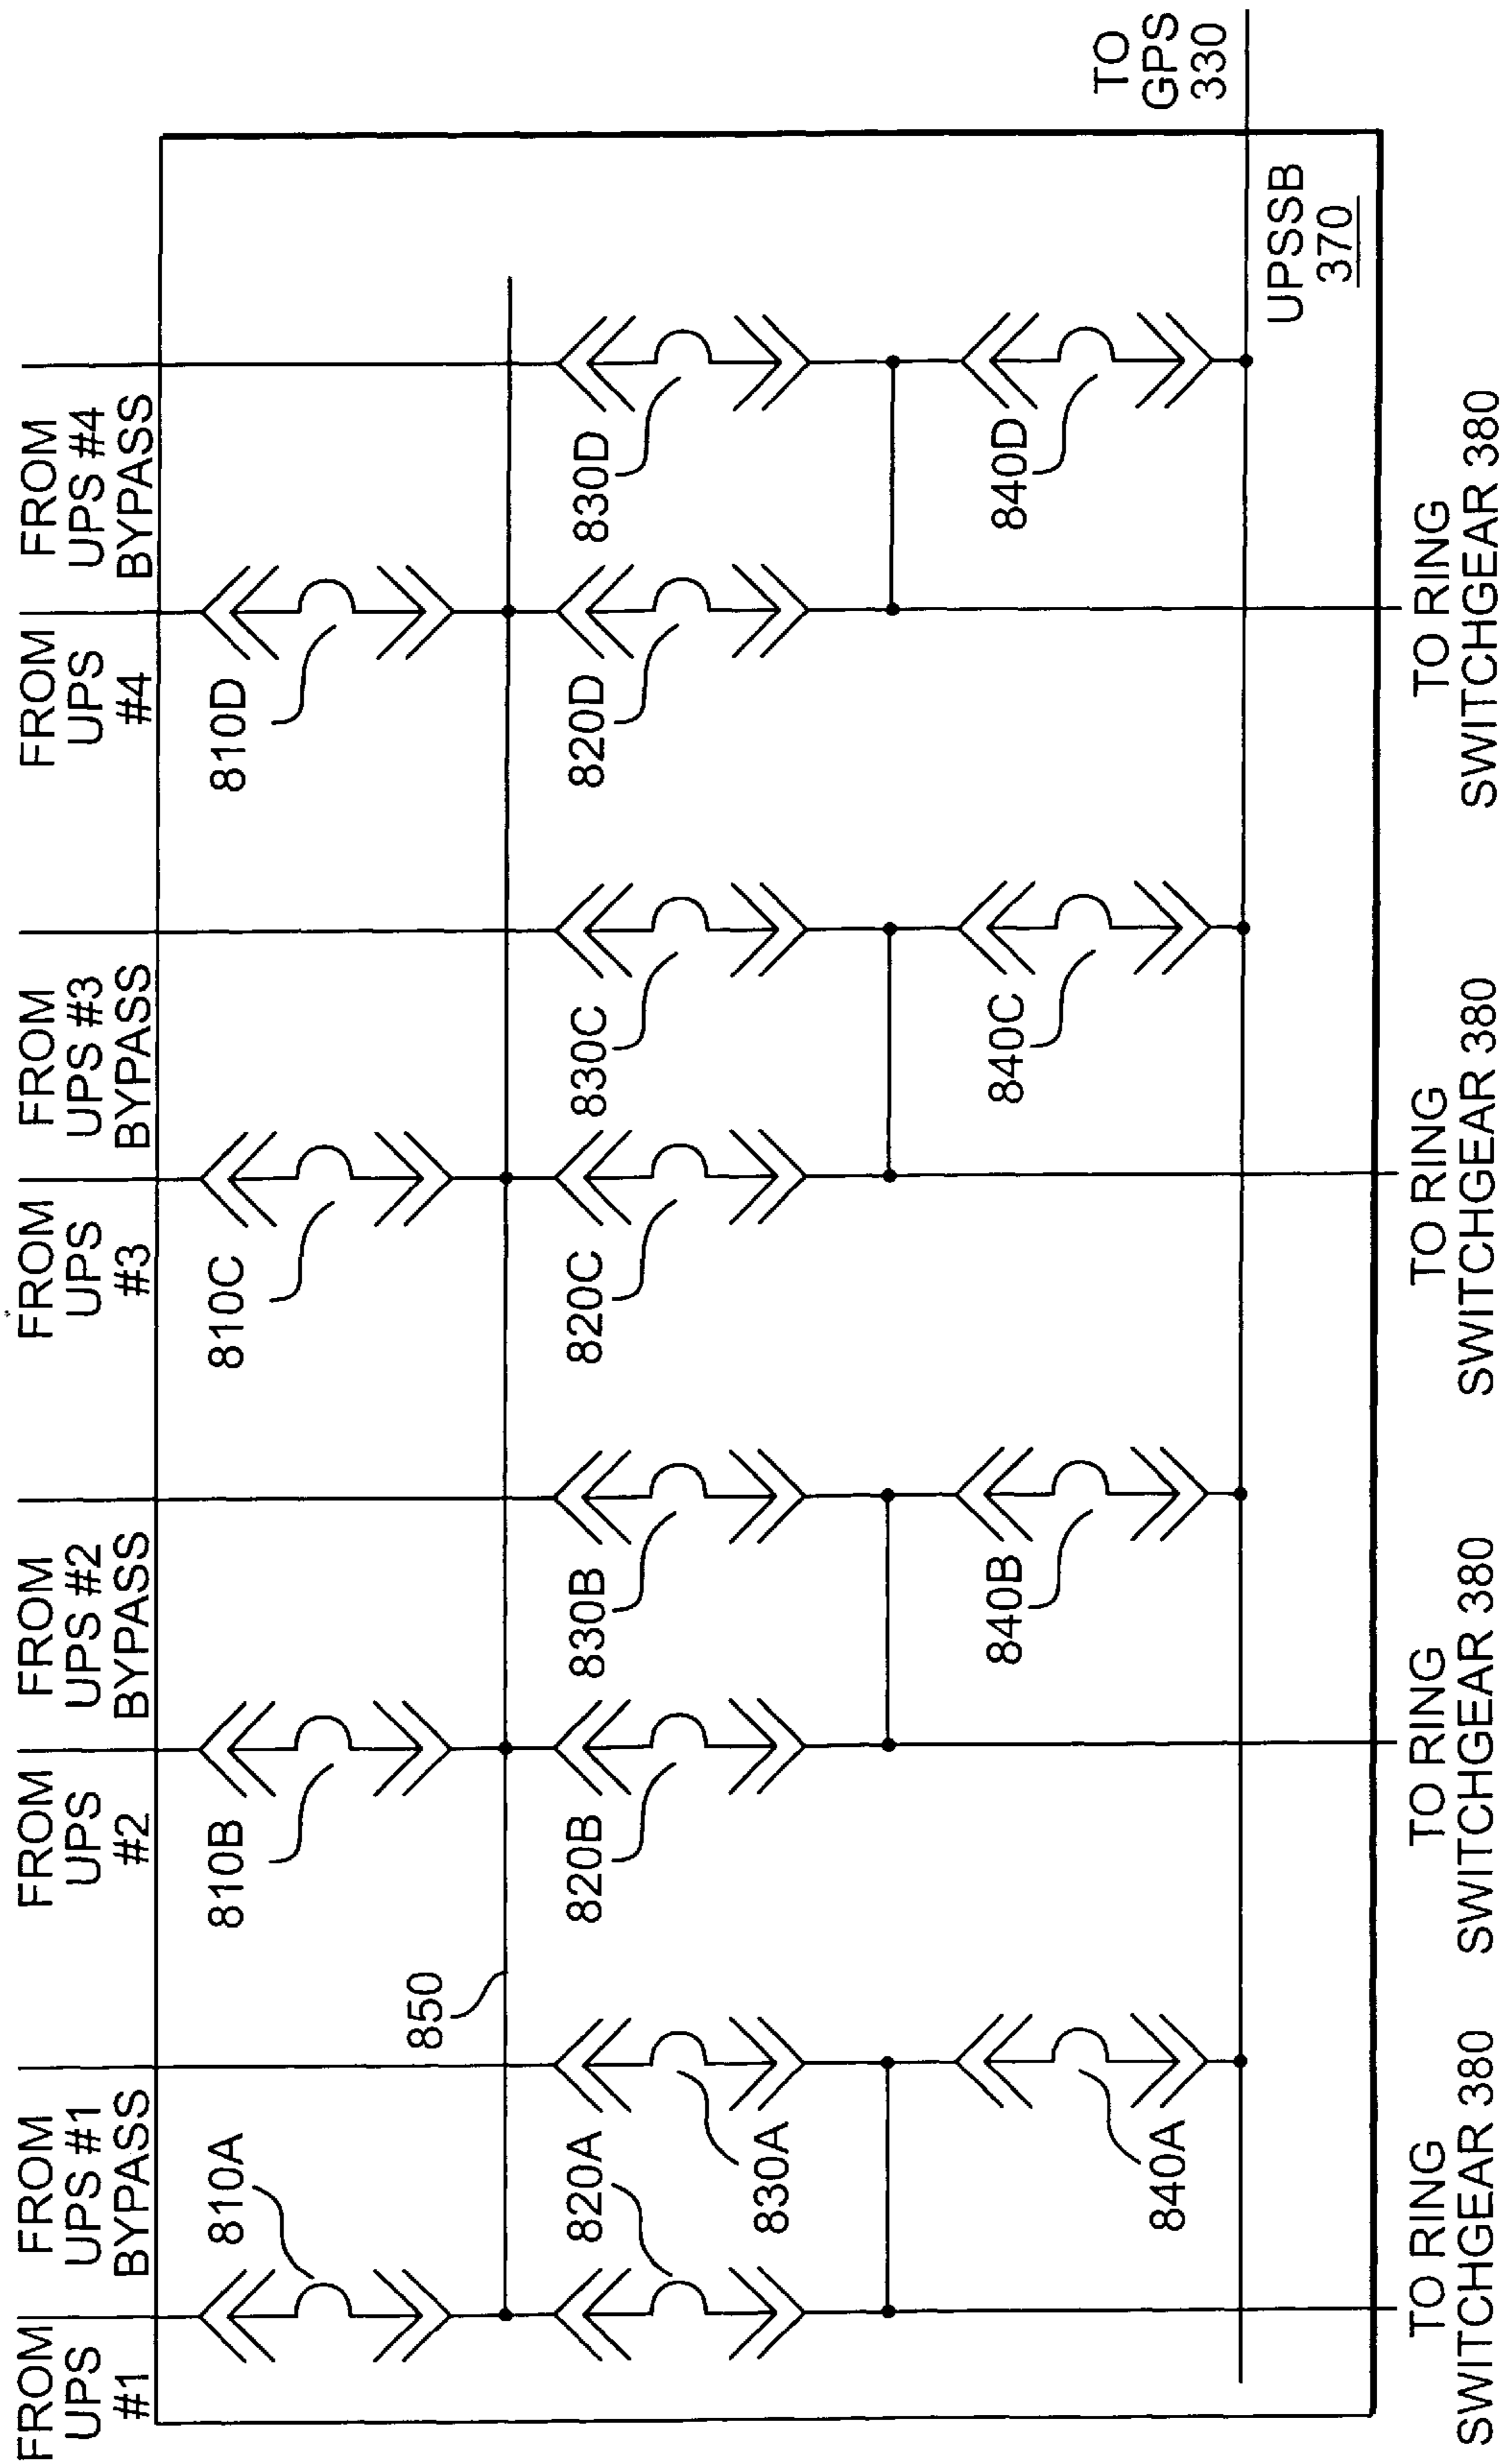 FROM
UPS
#1
FROM
UPS #1
BYPASS
FROM
UPS
#2
FROM
UPS #2
BYPASS
FROM
UPS
#3
FROM
UPS #3
BYPASS
FROM
UPS
#4
FROM
UPS #4
BYPASS
810A
810B
810C
810D
850
820A
830A
820B
830B
820C
830C
820D
830D
840A
840B
840C
840D
TO
GPS
330
UPSSB
370
TO RING
SWITCHGEAR 380
TO RING
SWITCHGEAR 380
TO RING
SWITCHGEAR 380
TO RING
SWITCHGEAR 380